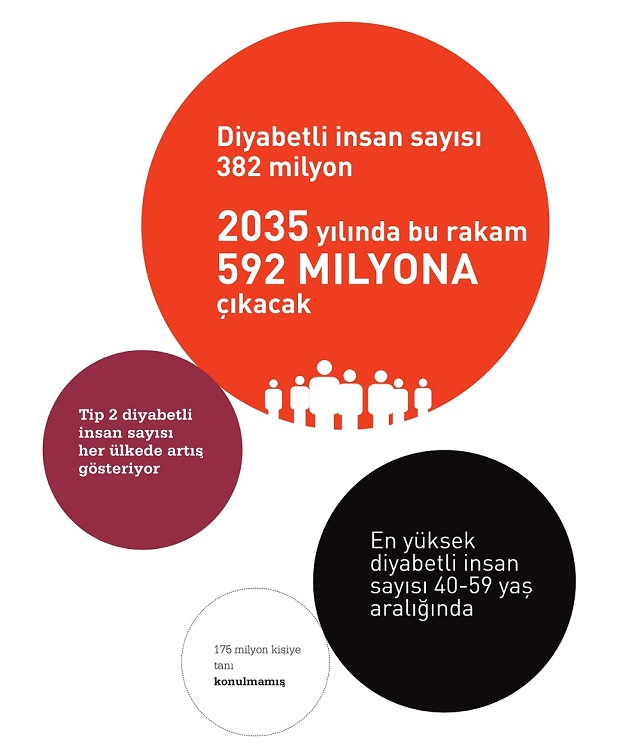 Diyabetli insan sayısı
382 milyon
2035 yılında bu rakam
592 MILYONA
çıkacak
Tip 2 diyabetli
insan sayısı
her ülkede artış
gösteriyor
En yüksek
diyabetli insan
sayısı 40-59 yaş
aralığında
175 milyon kişiye
tanı
konulmamış